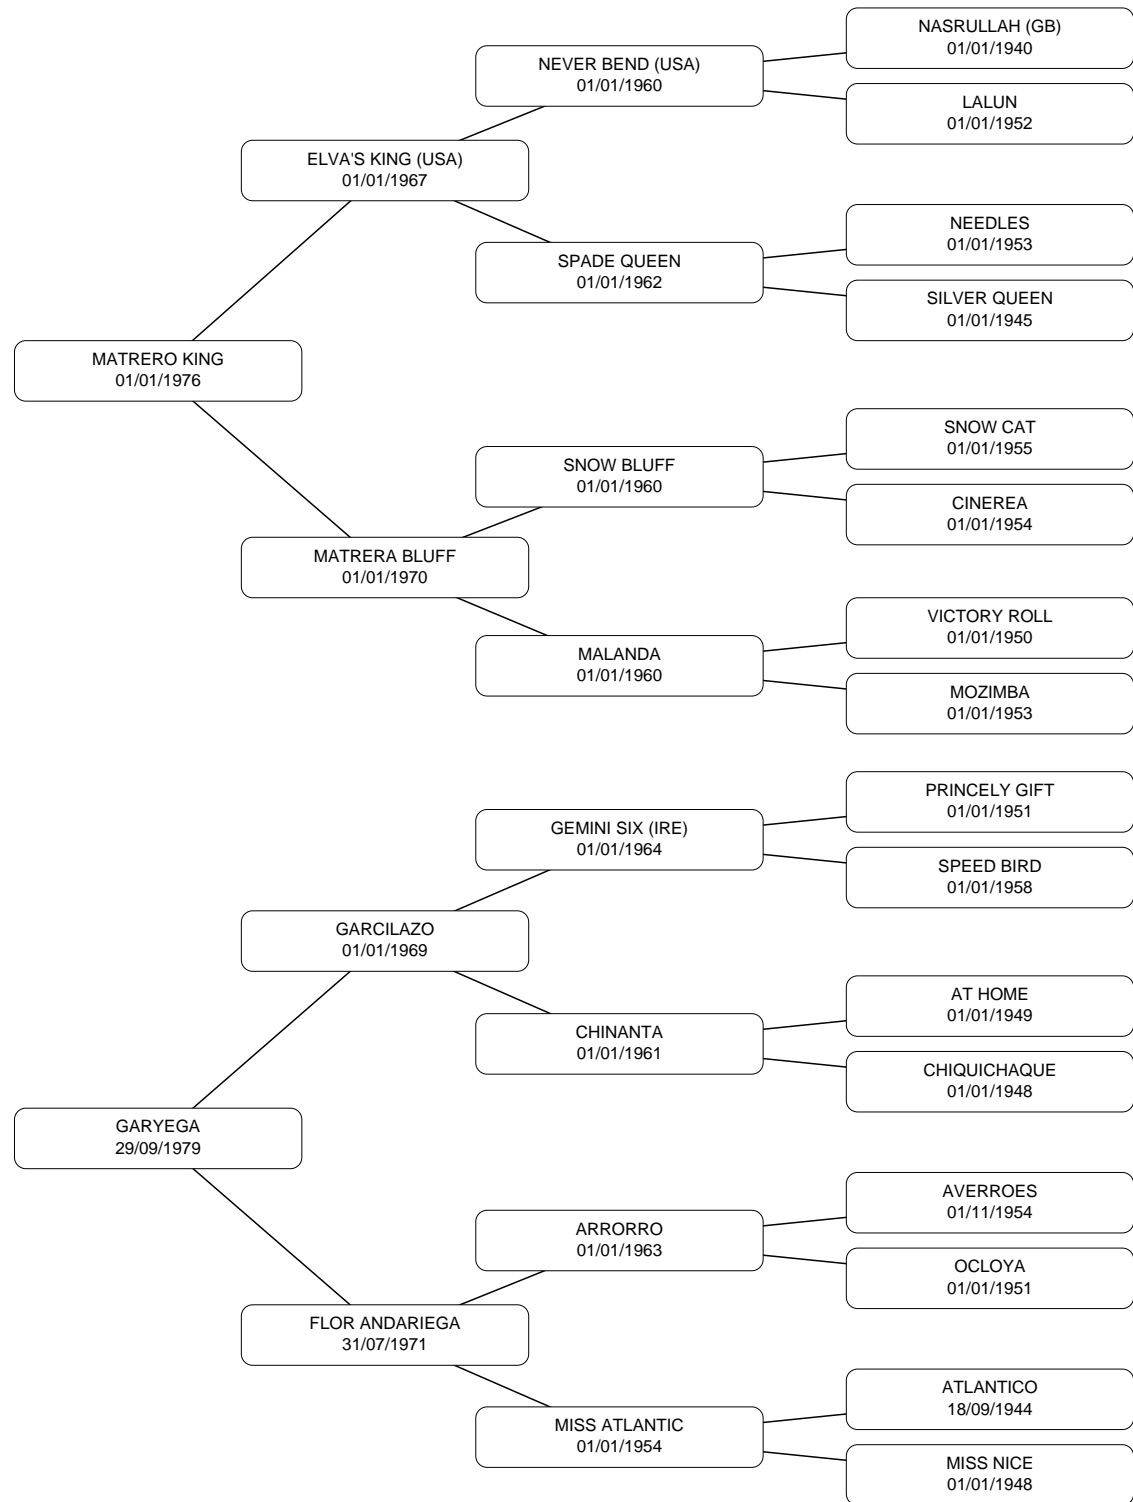 NASRULLAH (GB)
01/01/1940
NEVER BEND (USA)
01/01/1960
LALUN
01/01/1952
ELVA'S KING (USA)
01/01/1967
NEEDLES
01/01/1953
SPADE QUEEN
01/01/1962
SILVER QUEEN
01/01/1945
MATRERO KING
01/01/1976
SNOW CAT
01/01/1955
SNOW BLUFF
01/01/1960
CINEREA
01/01/1954
MATRERA BLUFF
01/01/1970
VICTORY ROLL
01/01/1950
MALANDA
01/01/1960
MOZIMBA
01/01/1953
PRINCELY GIFT
01/01/1951
GEMINI SIX (IRE)
01/01/1964
SPEED BIRD
01/01/1958
GARCILAZO
01/01/1969
AT HOME
01/01/1949
CHINANTA
01/01/1961
CHIQUICHAQUE
01/01/1948
GARYEGA
29/09/1979
AVERROES
01/11/1954
ARRORRO
01/01/1963
OCLOYA
01/01/1951
FLOR ANDARIEGA
31/07/1971
ATLANTICO
18/09/1944
MISS ATLANTIC
01/01/1954
MISS NICE
01/01/1948